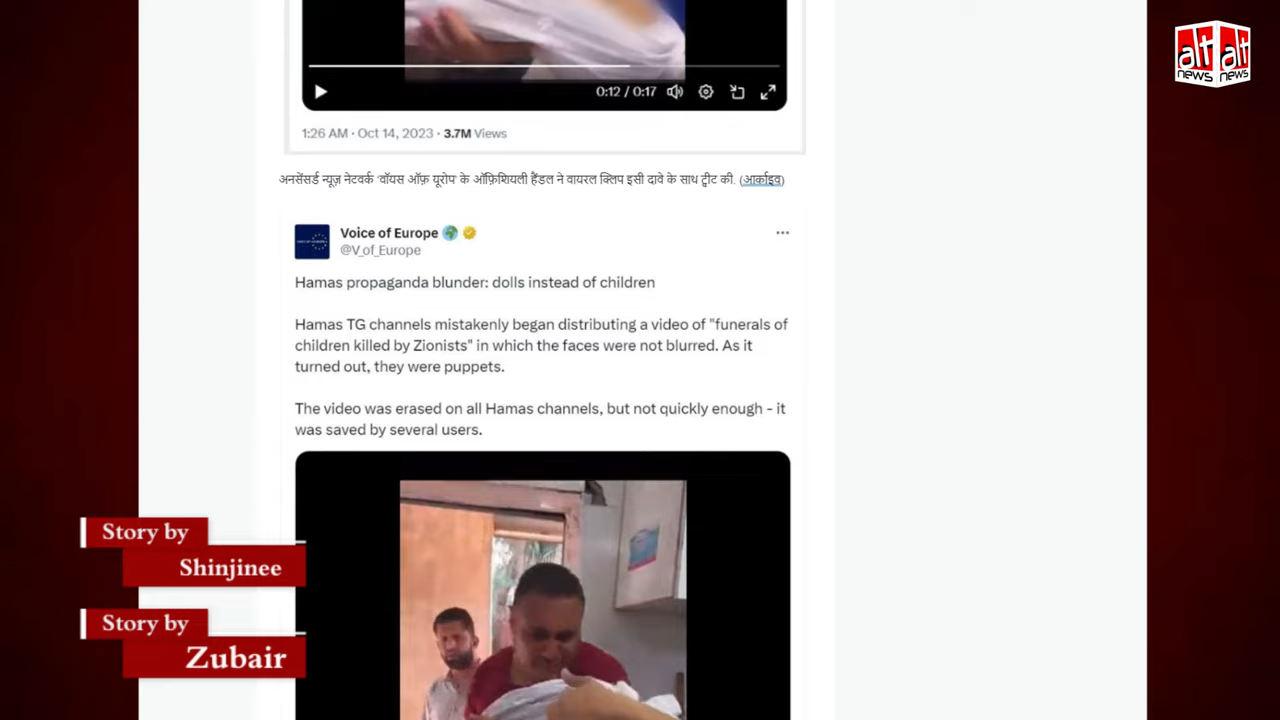 alt alt
news news
0:12 / 0:17
1:26 AM · Oct 14, 2023 · 3.7M Views
अनसेंसर्ड न्यूज़ नेटवर्क 'वॉयस ऑफ़ यूरोप' के ऑफ़िशियली हैंडल ने वायरल क्लिप इसी दावे के साथ ट्वीट की. (आर्काइव)
Voice of Europe
@V_of_Europe
Hamas propaganda blunder: dolls instead of children
Hamas TG channels mistakenly began distributing a video of "funerals of
children killed by Zionists" in which the faces were not blurred. As it
turned out, they were puppets.
The video was erased on all Hamas channels, but not quickly enough - it
was saved by several users.
Story by
Shinjinee
Story by
Zubair